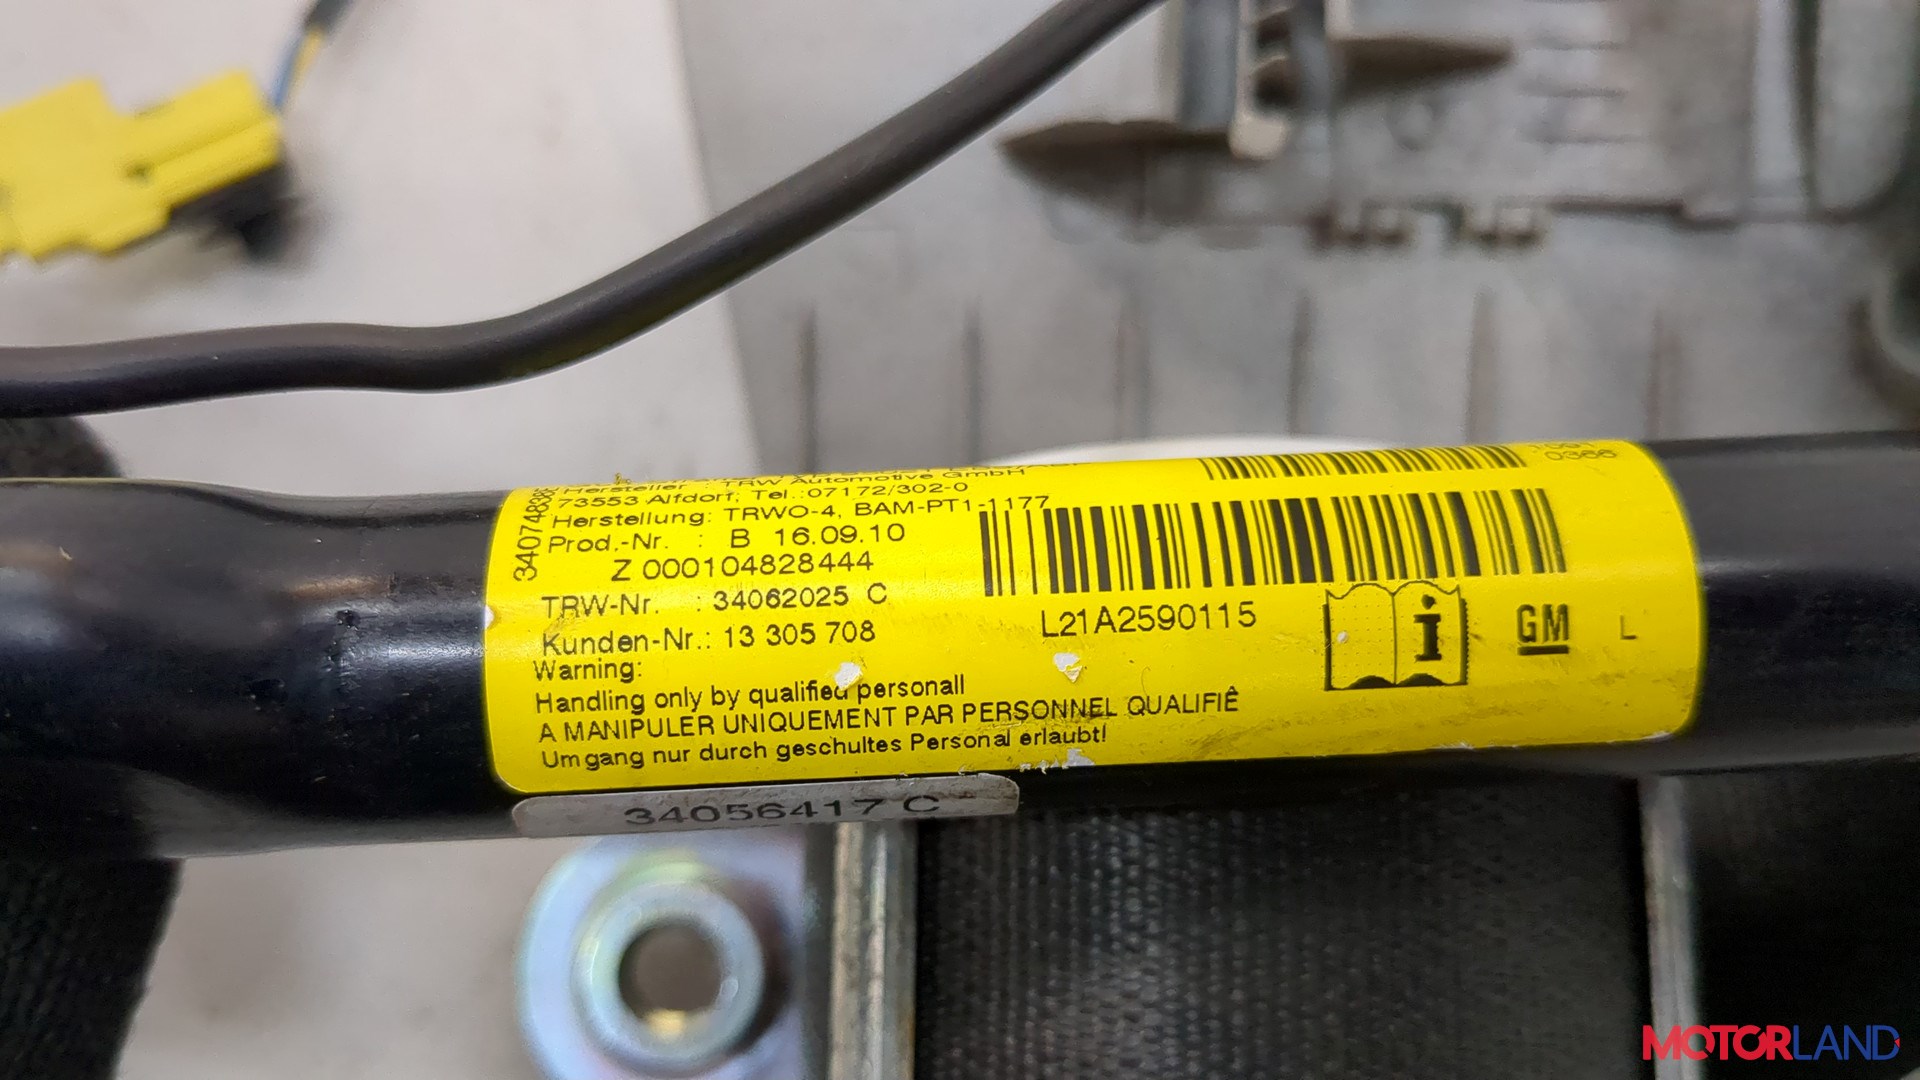 Hersteller : TRW Automotive GmbH
73553 Alfdorf, Tel.:07172/302-0
Herstellung: TRWO-4, BAM-PT1-1177
Prod.-Nr. : B 16.09.10
Z 000104828444
TRW-Nr. : 34062025 C
Kunden-Nr.: 13 305 708
Warning:
Handling only by qualified personall
A MANIPULER UNIQUEMENT PAR PERSONNEL QUALIFIÊ
Umgang nur durch geschultes Personal erlaubt!
L21A2590115
i
GM
L
0366
34056417 C
MOTORLAND